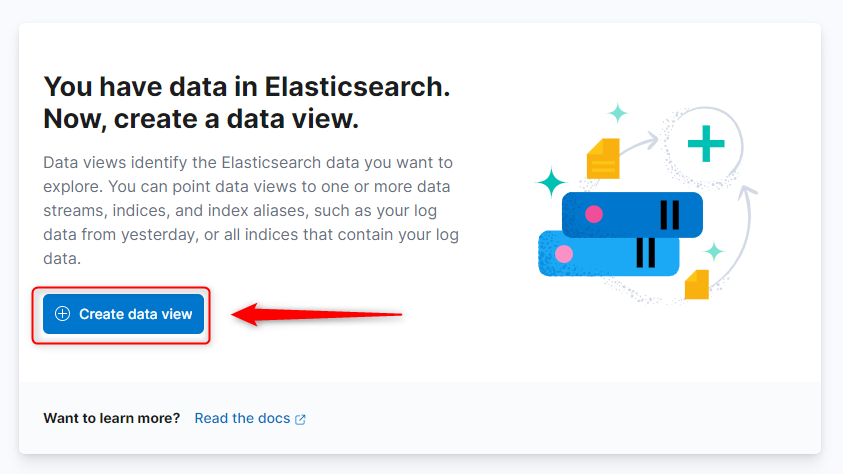 You have data in Elasticsearch.
Now, create a data view.
Data views identify the Elasticsearch data you want to
explore. You can point data views to one or more data
streams, indices, and index aliases, such as your log
data from yesterday, or all indices that contain your log
data.
Create data view
Want to learn more? Read the docs